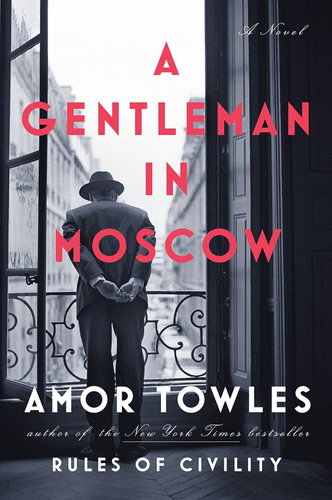 A Novel
A
GENTLEMAN
IN
MOSCOW
AMOR TOWLES
author of the New York Times bestseller
RULES OF CIVILITY